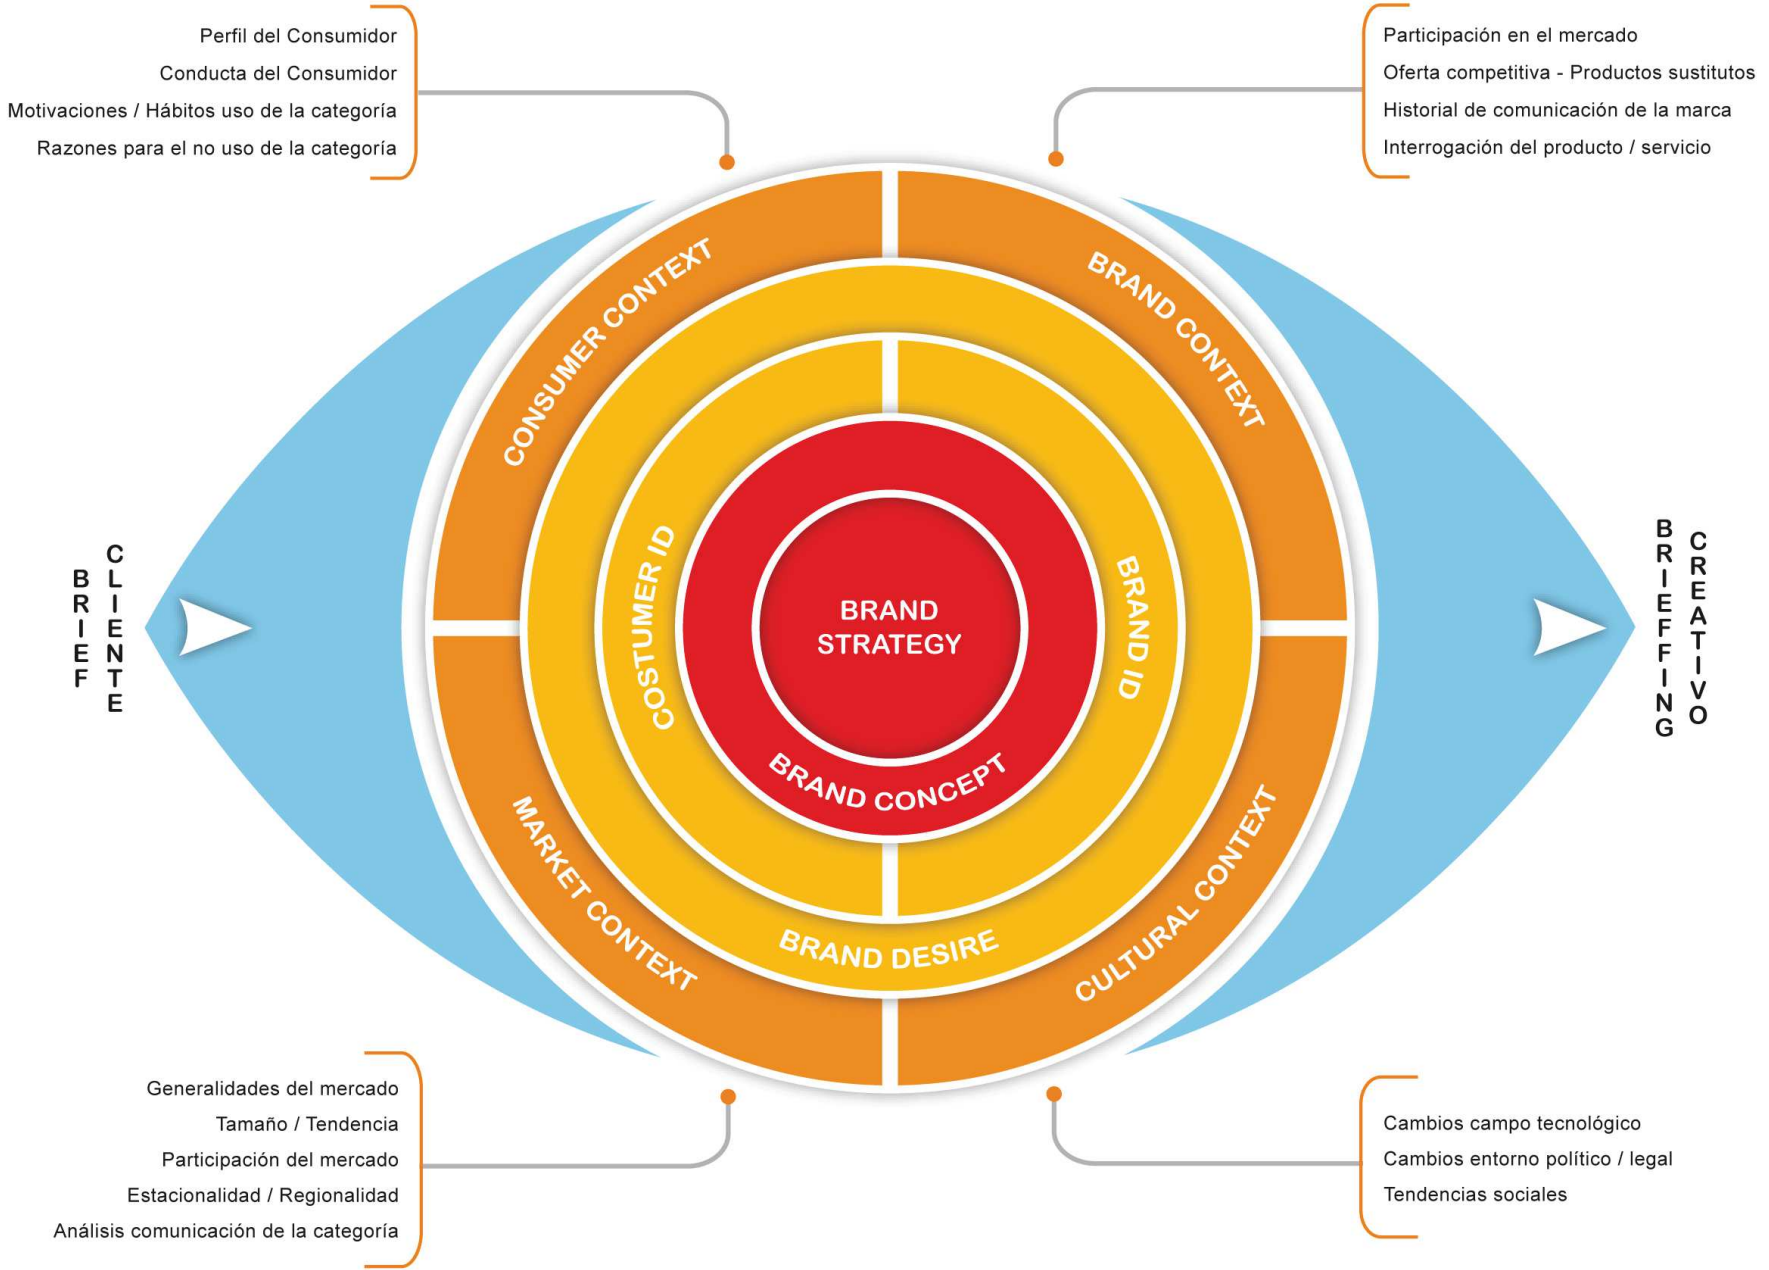 Perfil del Consumidor
Conducta del Consumidor
Motivaciones / Hábitos uso de la categoría
Razones para el no uso de la categoría
Participación en el mercado
Oferta competitiva - Productos sustitutos
Historial de comunicación de la marca
Interrogación del producto / servicio
CONSUMER CONTEXT
BRAND CONTEXT
BRIEF
CLIENTE
COSTUMER ID
BRAND
STRATEGY
BRAND ID
BRIEFFING
CREATIVO
BRAND CONCEPT
MARKET CONTEXT
BRAND DESIRE
CULTURAL CONTEXT
Generalidades del mercado
Tamaño / Tendencia
Participación del mercado
Estacionalidad / Regionalidad
Análisis comunicación de la categoría
Cambios campo tecnológico
Cambios entorno político / legal
Tendencias sociales